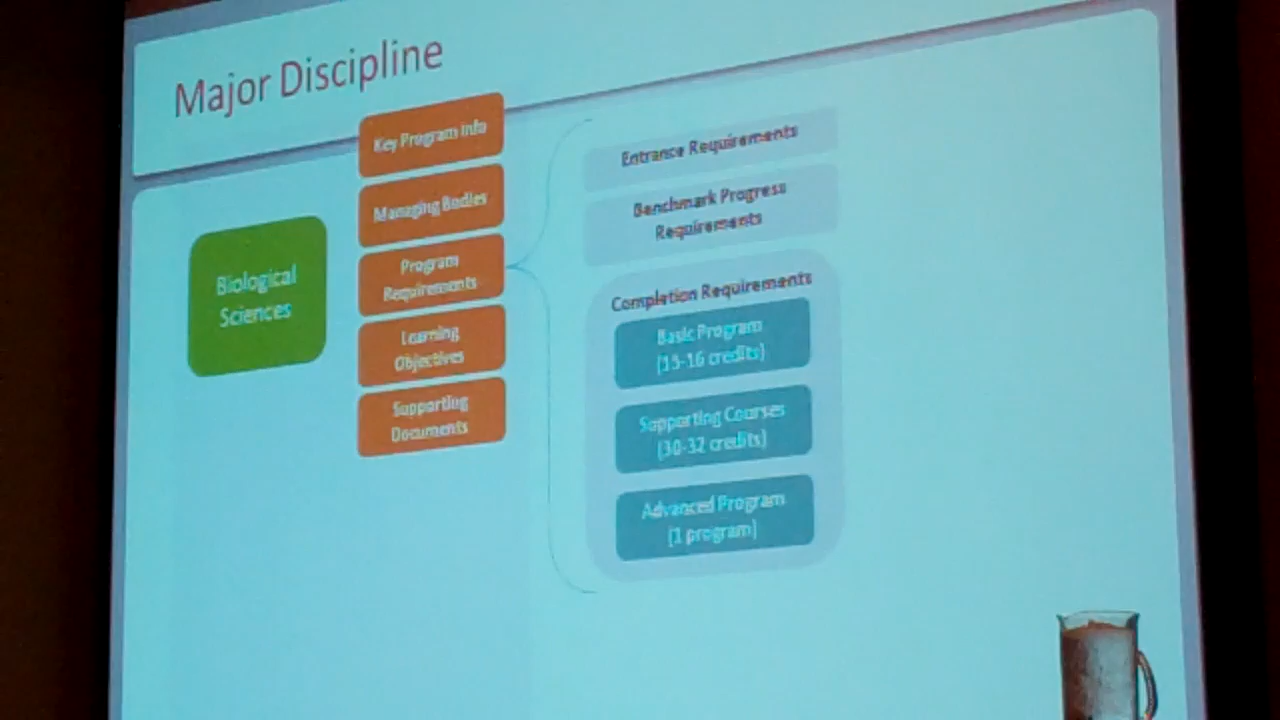 Major Discipline
Biological
Sciences
Key Program Info
Managing Bodies
Program
Requirements
Learning
Objectives
Supporting
Documents
Entrance Requirements
Benchmark Progress
Requirements
Completion Requirements
Basic Program
(15-16 credits)
Supporting Courses
(30-32 credits)
Advanced Program
(1 program)